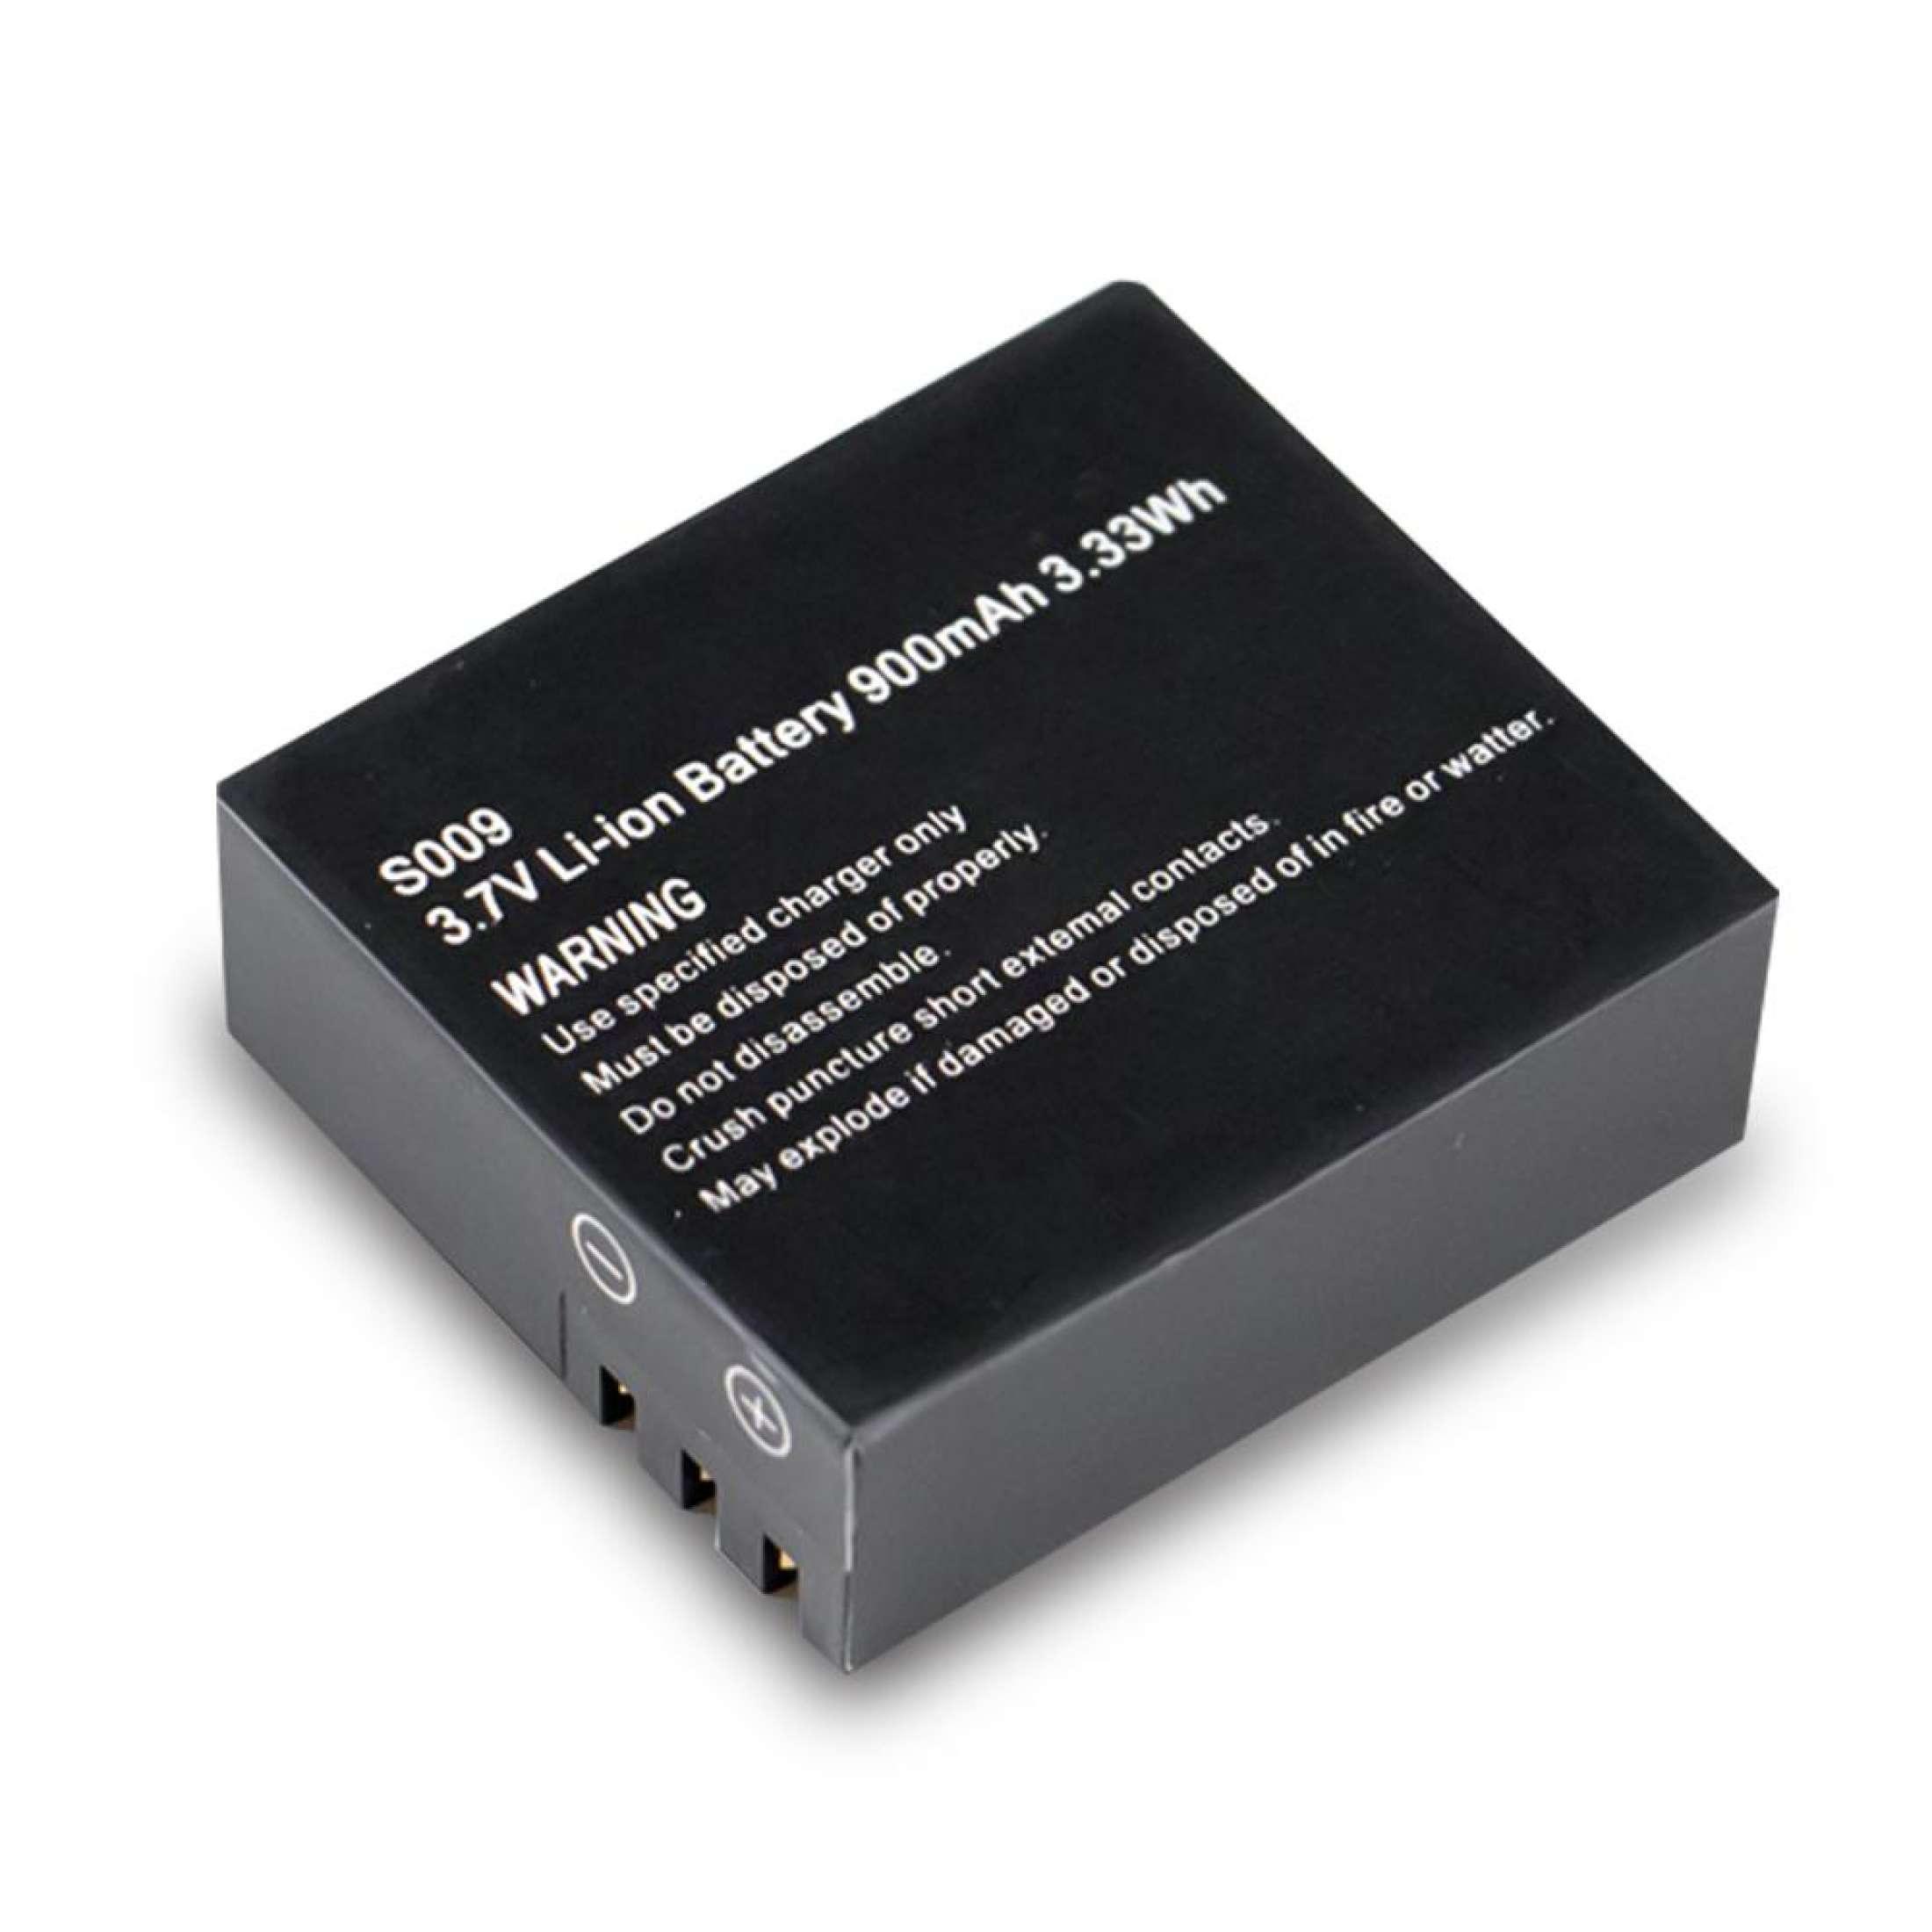 S009
3.7V Li-ion Battery 900mAh 3.33Wh
WARNIING
Use specified charger only
Must be disposed of properly.
Do not disassemble.
Crush puncture short extemal contacts.
May explode if damaged or disposed of in fire or watter.
−
+